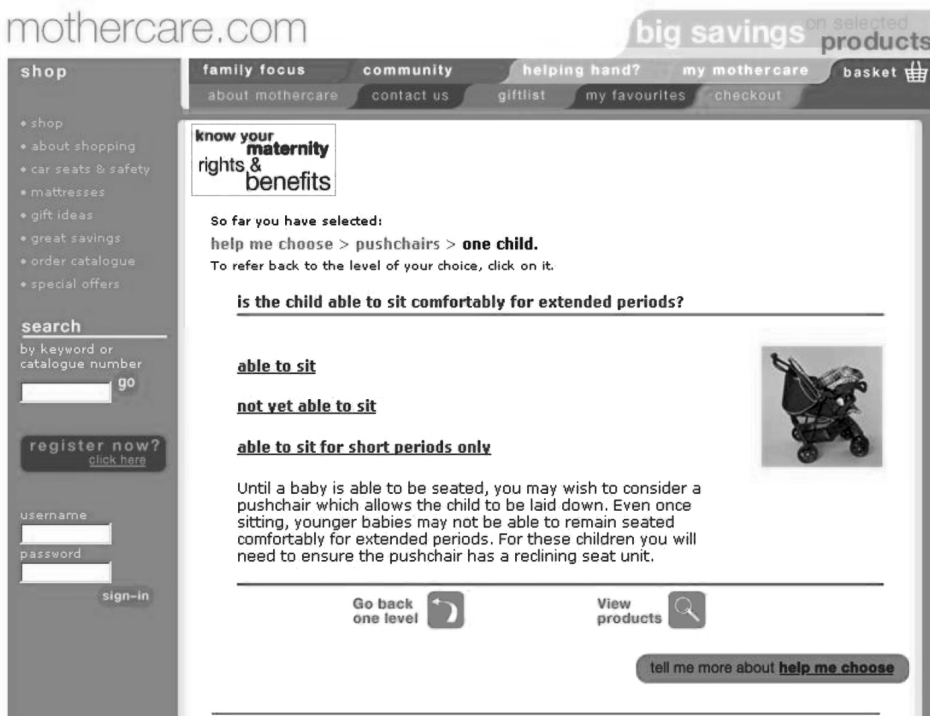 mothercare.com
big savings on selected products
shop
family focus community helping hand? my mothercare basket
about mothercare contact us giftlist my favourites checkout
• shop
• about shopping
• car seats & safety
• mattresses
• gift ideas
• great savings
• order catalogue
• special offers
search
by keyword or
catalogue number
go
register now?
click here
username
password
sign-in
know your
maternity
rights &
benefits
So far you have selected:
help me choose > pushchairs > one child.
To refer back to the level of your choice, click on it.
is the child able to sit comfortably for extended periods?
able to sit
not yet able to sit
able to sit for short periods only
Until a baby is able to be seated, you may wish to consider a
pushchair which allows the child to be laid down. Even once
sitting, younger babies may not be able to remain seated
comfortably for extended periods. For these children you will
need to ensure the pushchair has a reclining seat unit.
Go back
one level
View
products
tell me more about help me choose